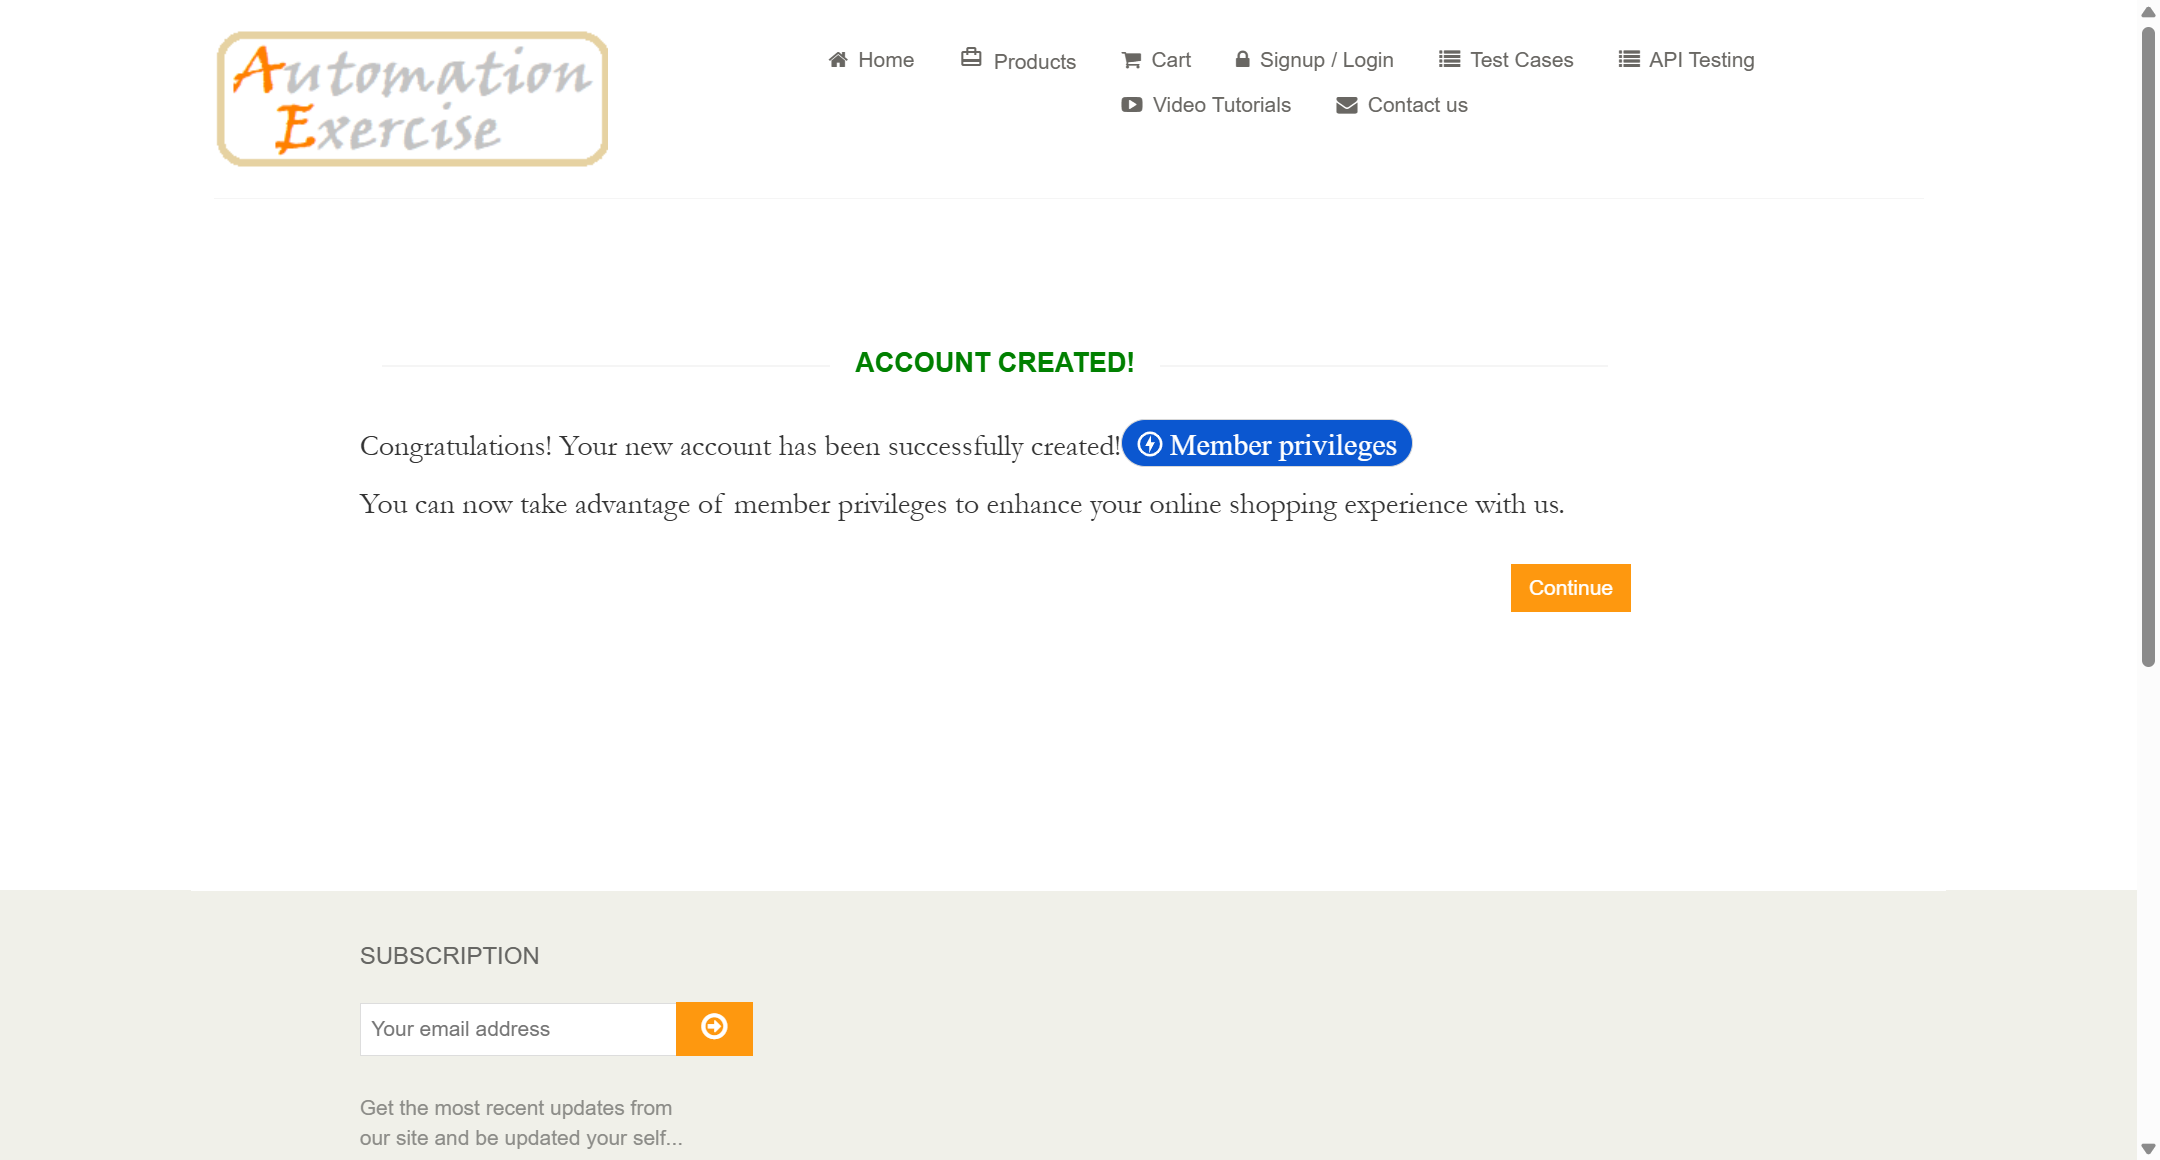 Automation
Exercise
Home
Products
Cart
Signup / Login
Test Cases
API Testing
Video Tutorials
Contact us
ACCOUNT CREATED!
Congratulations! Your new account has been successfully created!
Member privileges
You can now take advantage of member privileges to enhance your online shopping experience with us.
Continue
SUBSCRIPTION
Your email address
Get the most recent updates from
our site and be updated your self...